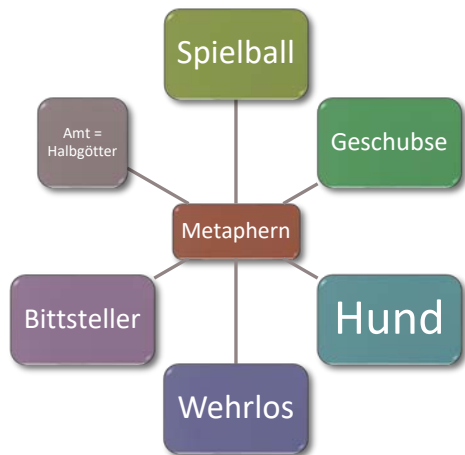 Spielball
Amt =
Halbgötter
Geschubse
Metaphern
Bittsteller
Hund
Wehrlos